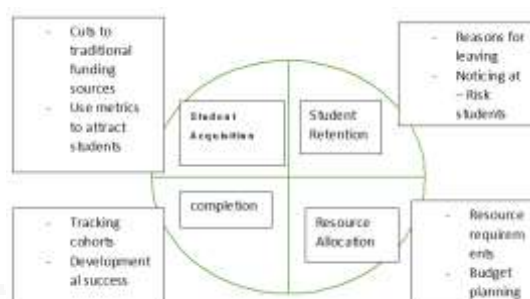 - Cuts to
traditional
funding
sources
- Use metrics
to attract
students
- Reasons for
leaving
- Noticing at
– Risk
students
Student
Acquisition
Student
Retention
completion
Resource
Allocation
- Tracking
cohorts
- Development
al success
- Resource
requirem
ents
- Budget
planning